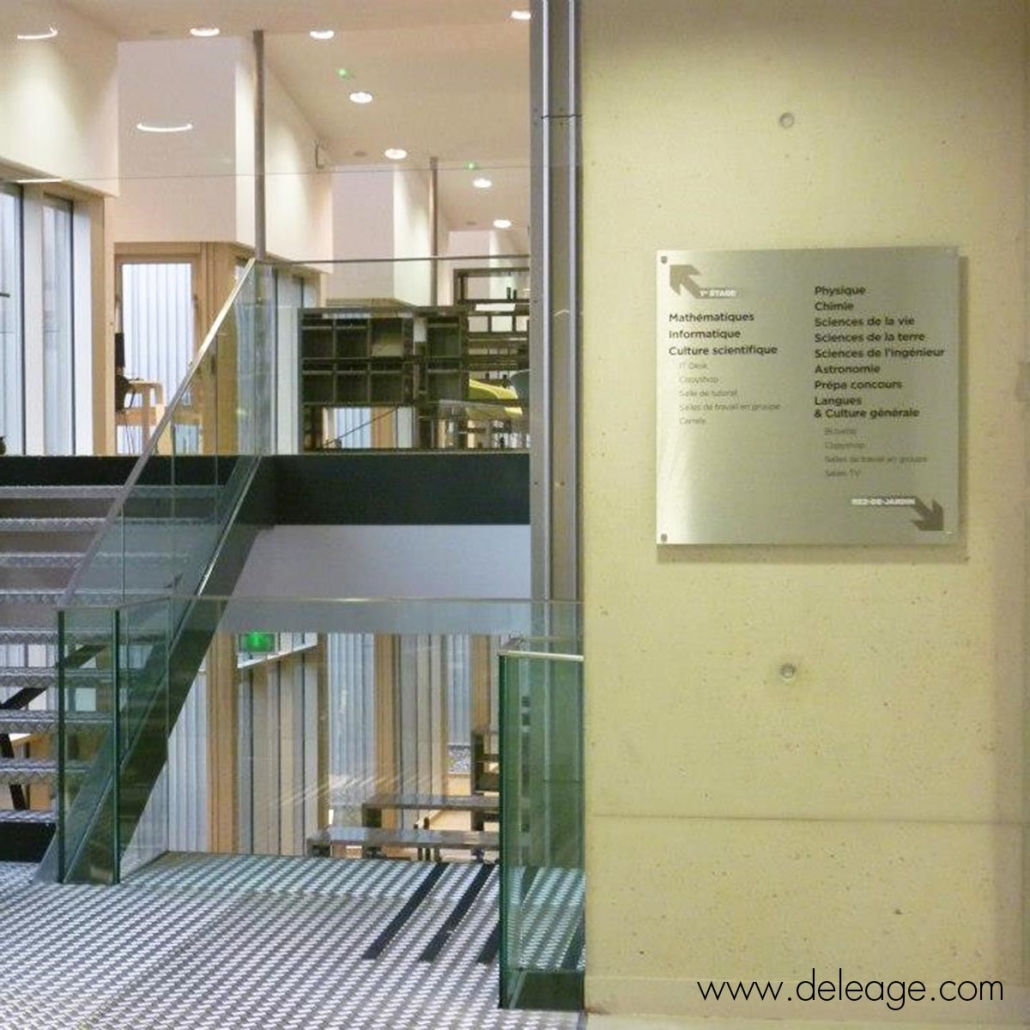 1er ETAGE
Mathématiques
Informatique
Culture scientifique
IT Desk
Copyshop
Salle de tutorat
Salles de travail en groupe
Carrels
Physique
Chimie
Sciences de la vie
Sciences de la terre
Sciences de l'ingénieur
Astronomie
Prépa concours
Langues
& Culture générale
Copyshop
Salles de travail en groupe
Salles TV
REZ-DE-JARDIN
www.deleage.com